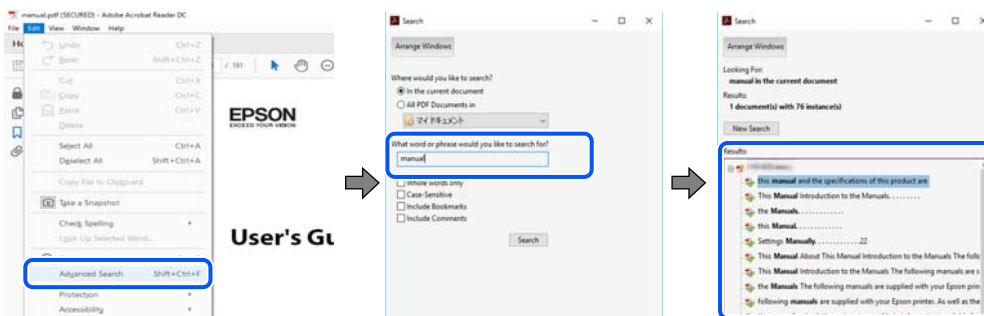 manual.pdf (SECURED) - Adobe Acrobat Reader DC
File Edit View Window Help
Undo Ctrl+Z
Redo Shift+Ctrl+Z
Cut Ctrl+X
Copy Ctrl+C
Paste Ctrl+V
Delete
Select All Ctrl+A
Deselect All Shift+Ctrl+A
Copy File to Clipboard
Take a Snapshot
Check Spelling
Look Up Selected Word...
Advanced Search Shift+Ctrl+F
Protection
Accessibility
/ 181
EPSON
EXCEED YOUR VISION
User's Gu
Search
Arrange Windows
Where would you like to search?
In the current document
All PDF Documents in
マイ ドキュメント
What word or phrase would you like to search for?
manual
Whole words only
Case-Sensitive
Include Bookmarks
Include Comments
Search
Search
Arrange Windows
Looking For:
manual in the current document
Results:
1 document(s) with 76 instance(s)
New Search
Results:
this manual and the specifications of this product are
This Manual Introduction to the Manuals. . . . . . . . .
the Manuals. . . . . . . . . . . . .
this Manual. . . . . . . . . . . . .
Settings Manually. . . . . . . . . . . . .22
This Manual About This Manual Introduction to the Manuals The follo
This Manual Introduction to the Manuals The following manuals are s
the Manuals The following manuals are supplied with your Epson prin
following manuals are supplied with your Epson printer. As well as the